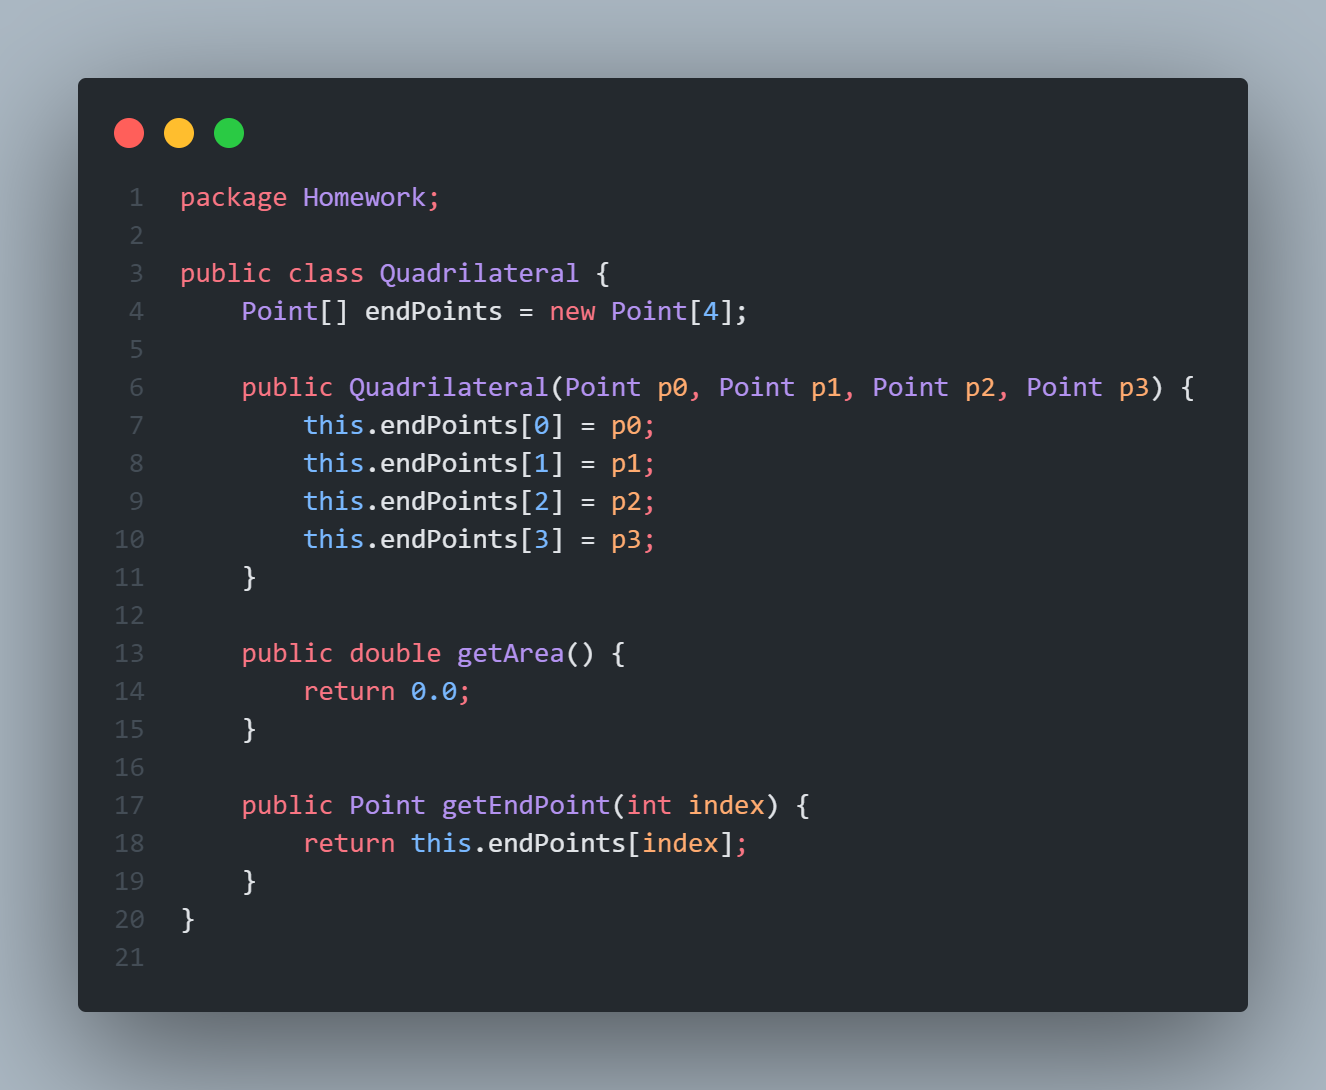 1 package Homework;
2
3 public class Quadrilateral {
4     Point[] endPoints = new Point[4];
5
6     public Quadrilateral(Point p0, Point p1, Point p2, Point p3) {
7         this.endPoints[0] = p0;
8         this.endPoints[1] = p1;
9         this.endPoints[2] = p2;
10         this.endPoints[3] = p3;
11     }
12
13     public double getArea() {
14         return 0.0;
15     }
16
17     public Point getEndPoint(int index) {
18         return this.endPoints[index];
19     }
20 }
21